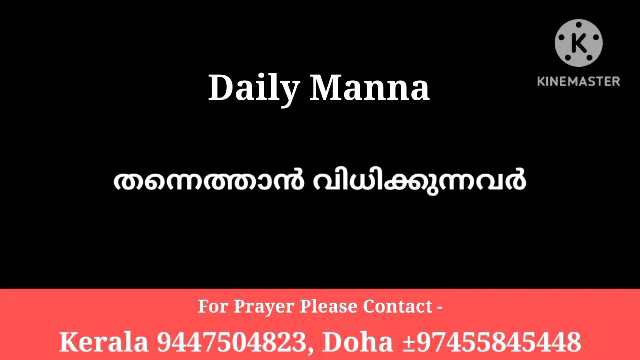 KINEMASTER
Daily Manna
തന്നെത്താൻ വിധിക്കുന്നവർ
For Prayer Please Contact -
Kerala 9447504823, Doha ±97455845448